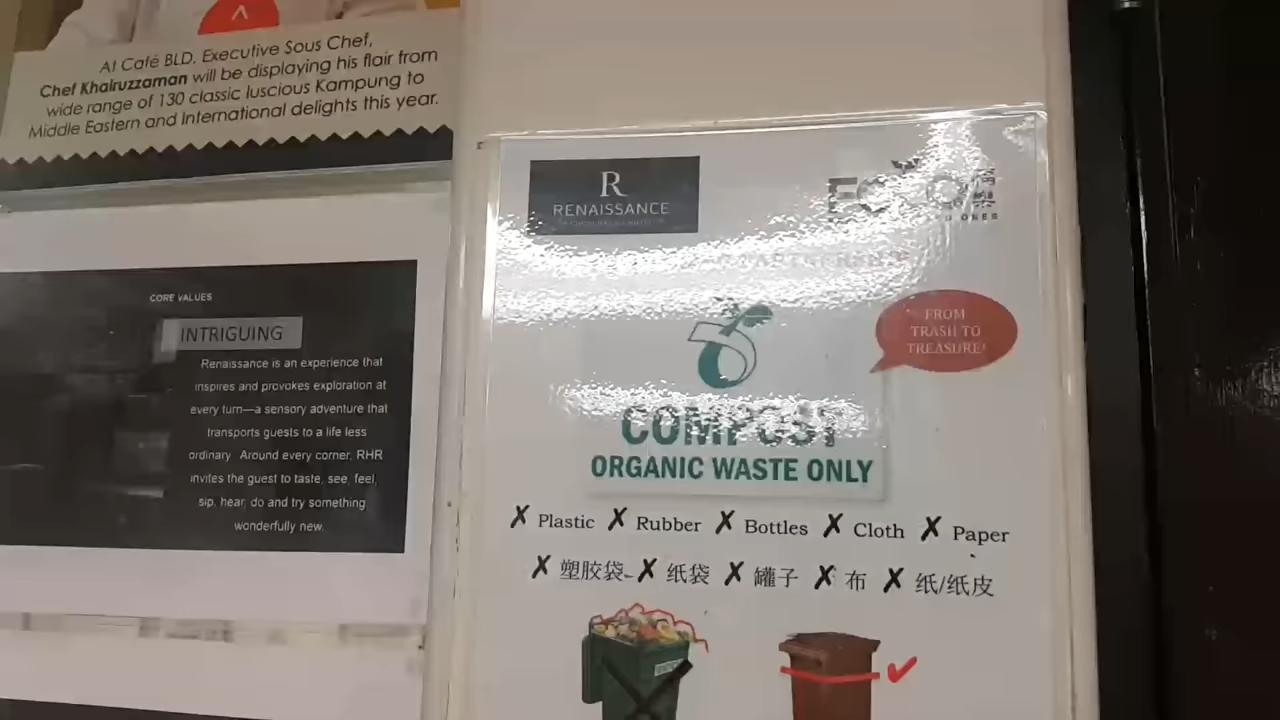 At Café BLD, Executive Sous Chef,
Chef Khairuzzaman will be displaying his flair from
wide range of 130 classic luscious Kampung to
Middle Eastern and International delights this year.
CORE VALUES
INTRIGUING
Renaissance is an experience that
inspires and provokes exploration at
every turn—a sensory adventure that
transports guests to a life less
ordinary. Around every corner, RHR
invites the guest to taste, see, feel,
sip, hear, do and try something
wonderfully new.
R
RENAISSANCE
FROM
TRASH TO
TREASURE!
COMPOST
ORGANIC WASTE ONLY
✗ Plastic ✗ Rubber ✗ Bottles ✗ Cloth ✗ Paper
✗ 塑胶袋 ✗ 纸袋 ✗ 罐子 ✗ 布 ✗ 纸/纸皮